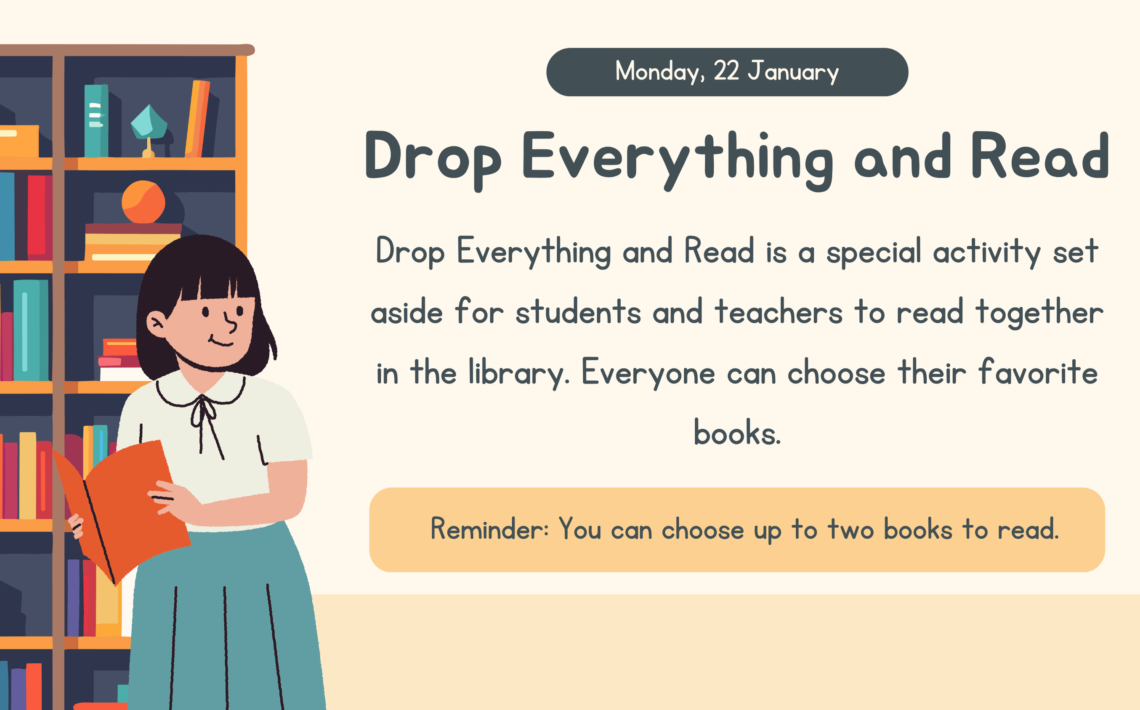 Monday, 22 January
Drop Everything and Read
Drop Everything and Read is a special activity set
aside for students and teachers to read together
in the library. Everyone can choose their favorite
books.
Reminder: You can choose up to two books to read.